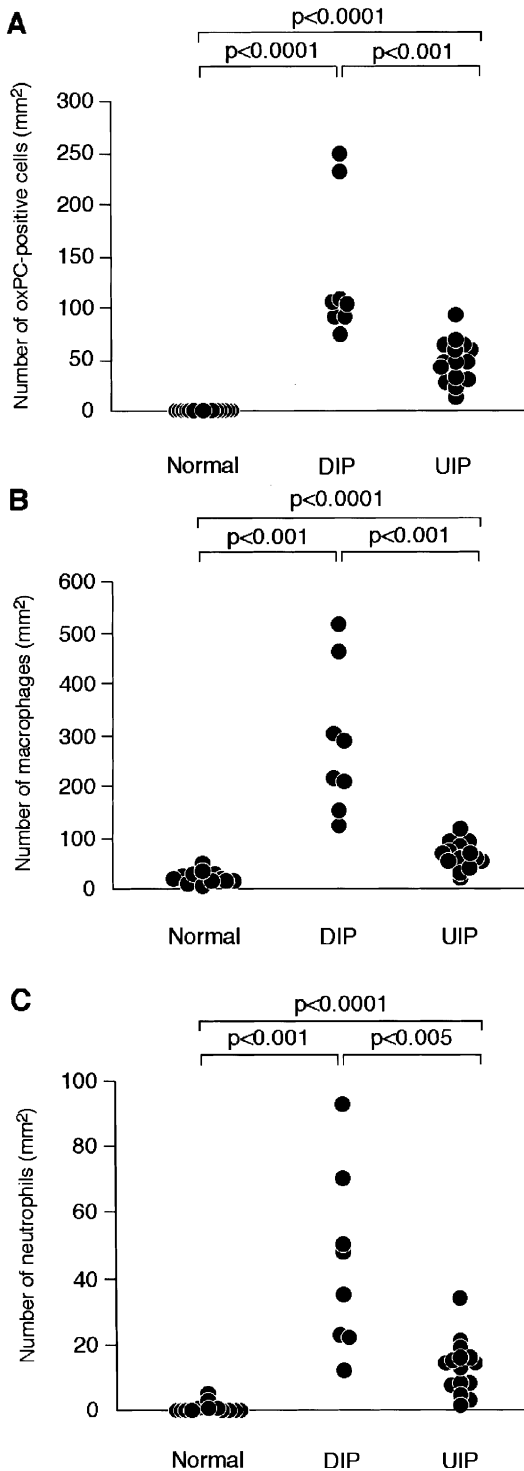 A
p<0.0001
p<0.0001 p<0.001
Number of oxPC-positive cells (mm²)
300
250
200
150
100
50
0
Normal DIP UIP
B
p<0.0001
p<0.001 p<0.001
Number of macrophages (mm²)
600
500
400
300
200
100
0
Normal DIP UIP
C
p<0.0001
p<0.001 p<0.005
Number of neutrophils (mm²)
100
80
60
40
20
0
Normal DIP UIP